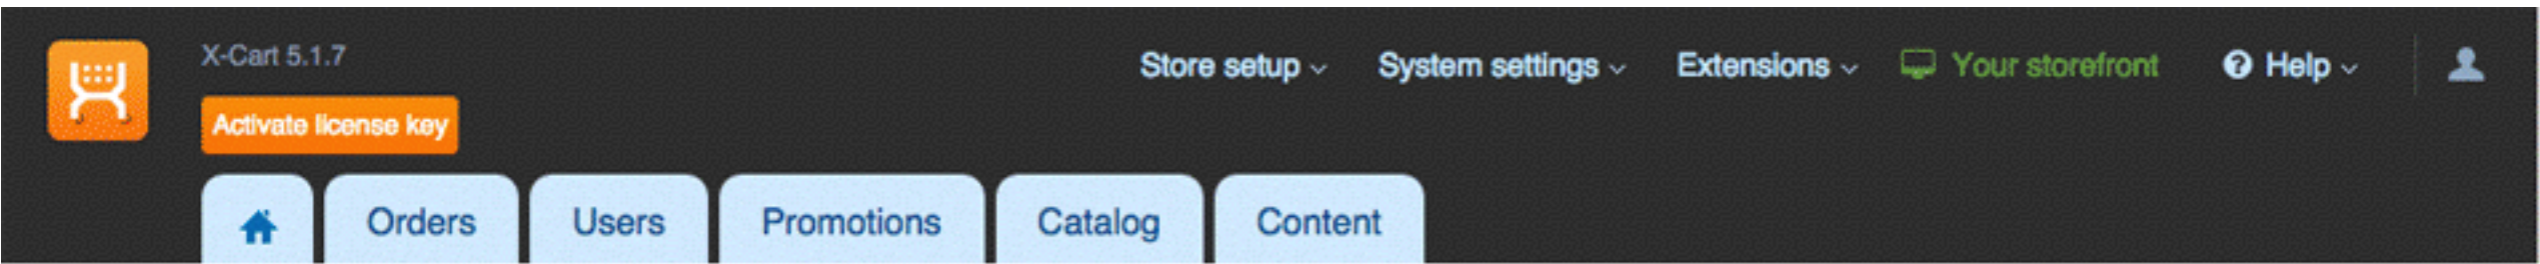 X-Cart 5.1.7
Store setup System settings Extensions Your storefront Help
Activate license key
Orders Users Promotions Catalog Content